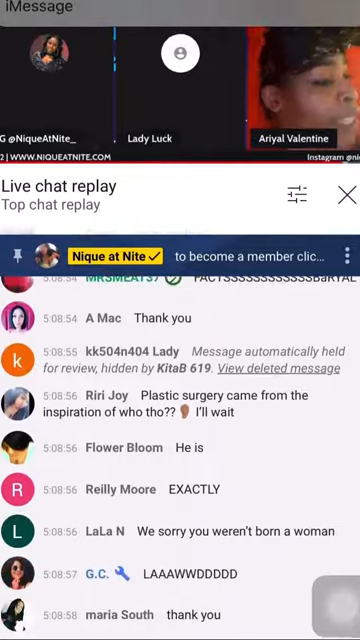 iMessage
G @NiqueAtNite_
Lady Luck
Ariyal Valentine
2 | WWW.NIQUEATNITE.COM
Instagram @n
Live chat replay
Top chat replay
Nique at Nite to become a member clic...
5:08:54 MRSMEAT37 FACTSSSSSSSSSSSSBaRYAL
5:08:54 A Mac Thank you
5:08:55 kk504n404 Lady Message automatically held
for review, hidden by KitaB 619. View deleted message
5:08:56 Riri Joy Plastic surgery came from the
inspiration of who tho?? 👂🏾 I'll wait
5:08:56 Flower Bloom He is
5:08:56 Reilly Moore EXACTLY
5:08:56 LaLa N We sorry you weren't born a woman
5:08:57 G.C. LAAAWWDDDDD
5:08:58 maria South thank you